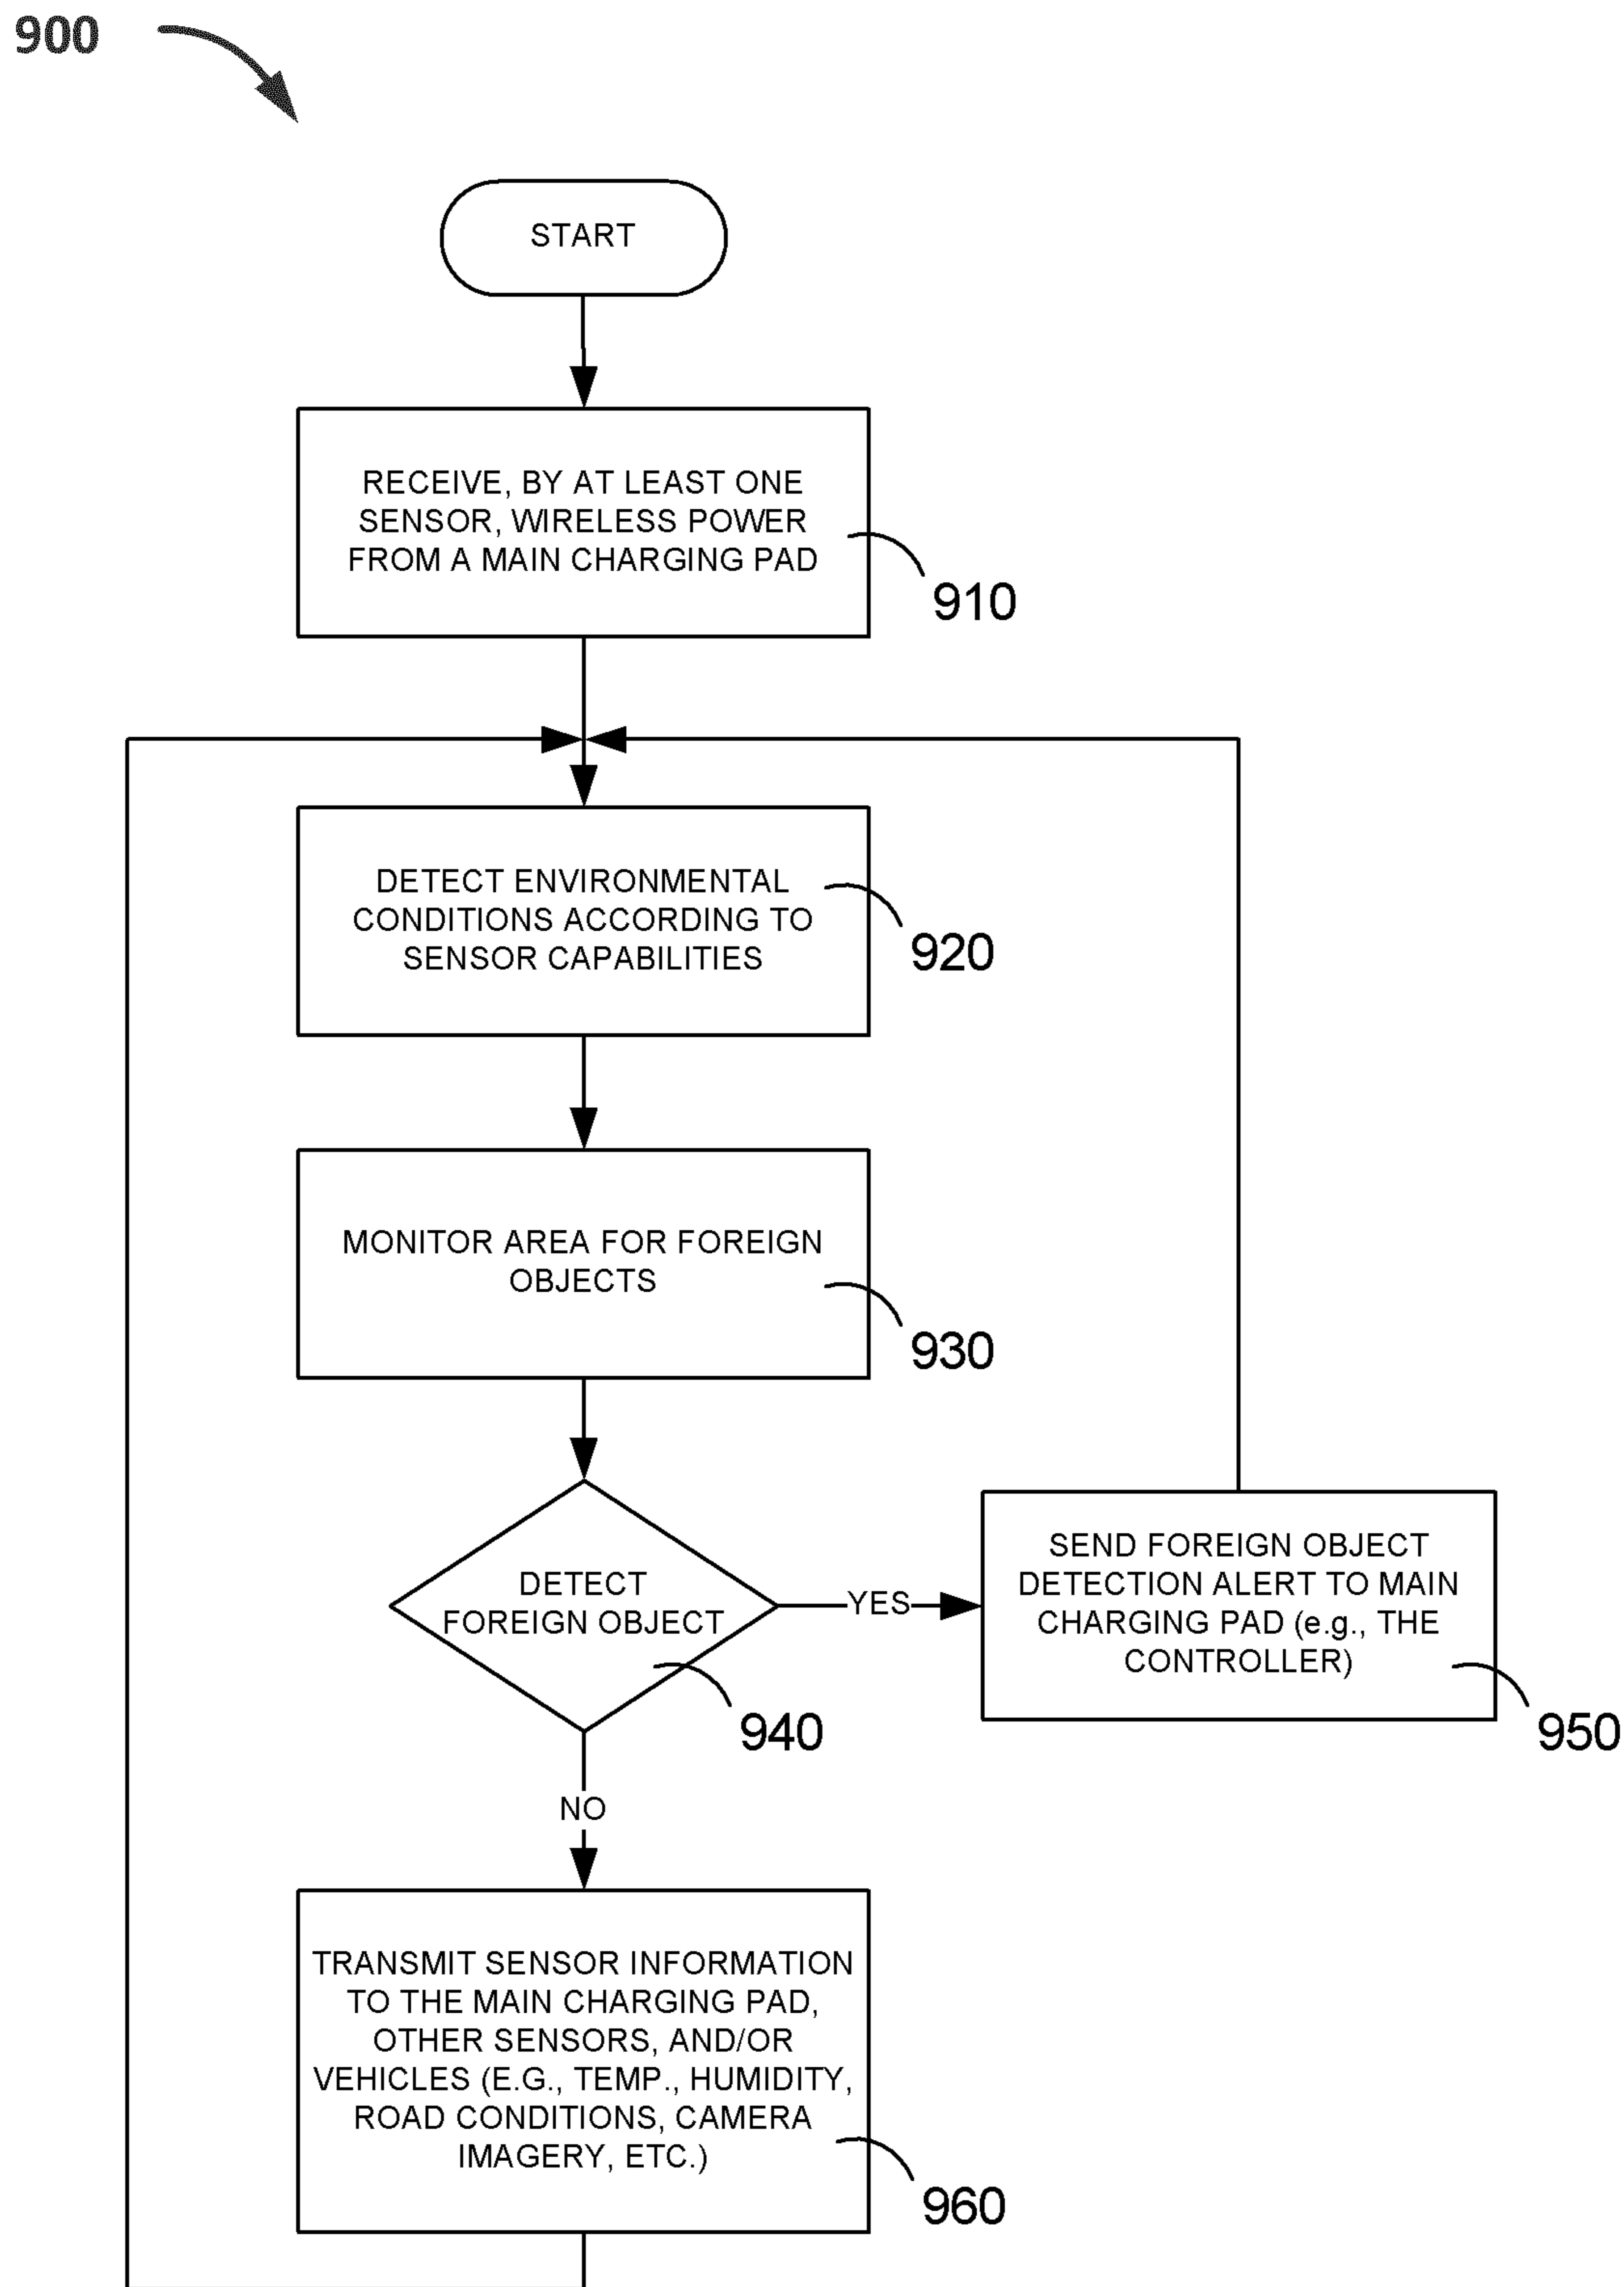 900
START
RECEIVE, BY AT LEAST ONE
SENSOR, WIRELESS POWER
FROM A MAIN CHARGING PAD
910
DETECT ENVIRONMENTAL
CONDITIONS ACCORDING TO
SENSOR CAPABILITIES
920
MONITOR AREA FOR FOREIGN
OBJECTS
930
DETECT
FOREIGN OBJECT
940
YES
SEND FOREIGN OBJECT
DETECTION ALERT TO MAIN
CHARGING PAD (e.g., THE
CONTROLLER)
950
NO
TRANSMIT SENSOR INFORMATION
TO THE MAIN CHARGING PAD,
OTHER SENSORS, AND/OR
VEHICLES (E.G., TEMP., HUMIDITY,
ROAD CONDITIONS, CAMERA
IMAGERY, ETC.)
960